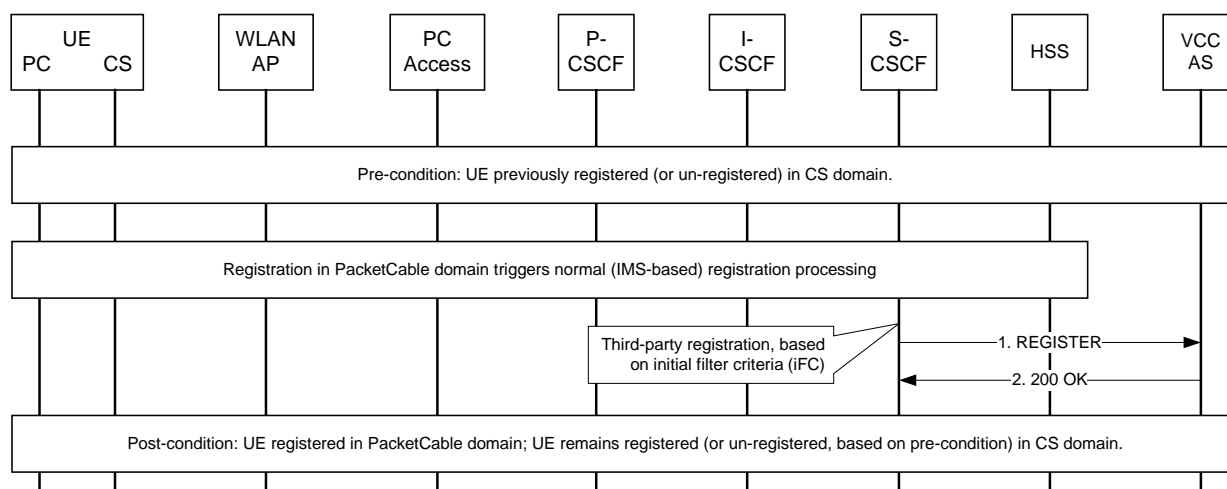 UE
PC CS
WLAN
AP
PC
Access
P-
CSCF
I-
CSCF
S-
CSCF
HSS
VCC
AS
Pre-condition: UE previously registered (or un-registered) in CS domain.
Registration in PacketCable domain triggers normal (IMS-based) registration processing
Third-party registration, based
on initial filter criteria (iFC)
1. REGISTER
2. 200 OK
Post-condition: UE registered in PacketCable domain; UE remains registered (or un-registered, based on pre-condition) in CS domain.